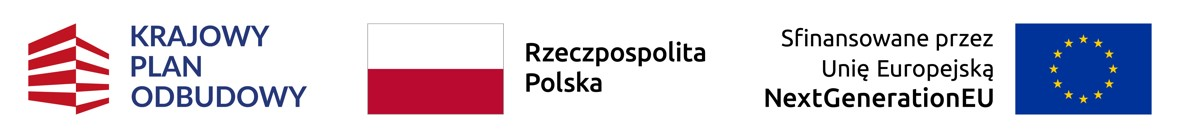 KRAJOWY
PLAN
ODBUDOWY
Rzeczpospolita
Polska
Sfinansowane przez
Unię Europejską
NextGenerationEU